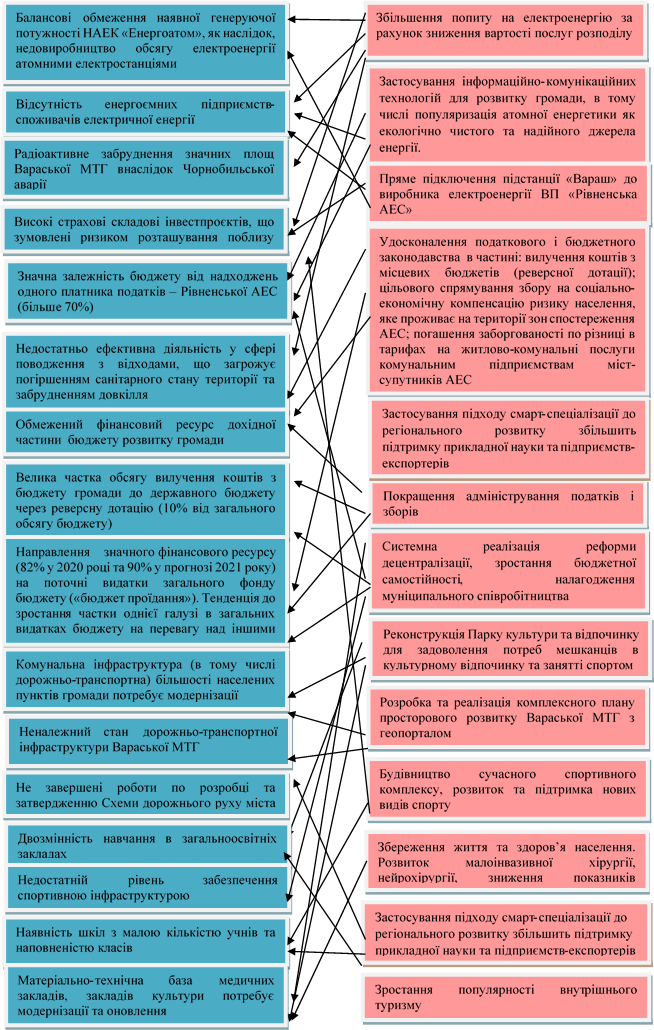 Балансові обмеження наявної генеруючої
потужності НАЕК «Енергоатом», як наслідок,
недовиробництво обсягу електроенергії
атомними електростанціями
Відсутність енергоємних підприємств-
споживачів електричної енергії
Радіоактивне забруднення значних площ
Вараської МТГ внаслідок Чорнобильської
аварії
Високі страхові складові інвестпроєктів, що
зумовлені ризиком розташування поблизу
Значна залежність бюджету від надходжень
одного платника податків – Рівненської АЕС
(більше 70%)
Недостатньо ефективна діяльність у сфері
поводження з відходами, що загрожує
погіршенням санітарного стану території та
забрудненням довкілля
Обмежений фінансовий ресурс дохідної
частини бюджету розвитку громади
Велика частка обсягу вилучення коштів з
бюджету громади до державного бюджету
через реверсну дотацію (10% від загального
обсягу бюджету)
Направлення значного фінансового ресурсу
(82% у 2020 році та 90% у прогнозі 2021 року)
на поточні видатки загального фонду
бюджету («бюджет проїдання»). Тенденція до
зростання частки однієї галузі в загальних
видатках бюджету на перевагу над іншими
Комунальна інфраструктура (в тому числі
дорожньо-транспортна) більшості населених
пунктів громади потребує модернізації
Неналежний стан дорожньо-транспортної
інфраструктури Вараської МТГ
Не завершені роботи по розробці та
затвердженню Схеми дорожнього руху міста
Двозмінність навчання в загальноосвітніх
закладах
Недостатній рівень забезпечення
спортивною інфраструктурою
Наявність шкіл з малою кількістю учнів та
наповненістю класів
Матеріально-технічна база медичних
закладів, закладів культури потребує
модернізації та оновлення
Збільшення попиту на електроенергію за
рахунок зниження вартості послуг розподілу
Застосування інформаційно-комунікаційних
технологій для розвитку громади, в тому
числі популяризація атомної енергетики як
екологічно чистого та надійного джерела
енергії.
Пряме підключення підстанції «Вараш» до
виробника електроенергії ВП «Рівненська
АЕС»
Удосконалення податкового і бюджетного
законодавства в частині: вилучення коштів з
місцевих бюджетів (реверсної дотації);
цільового спрямування збору на соціально-
економічну компенсацію ризику населення,
яке проживає на території зон спостереження
АЕС; погашення заборгованості по різниці в
тарифах на житлово-комунальні послуги
комунальним підприємствам міст-
супутників АЕС
Застосування підходу смарт-спеціалізації до
регіонального розвитку збільшить
підтримку прикладної науки та підприємств-
експортерів
Покращення адміністрування податків і
зборів
Системна реалізація реформи
децентралізації, зростання бюджетної
самостійності, налагодження
муніципального співробітництва
Реконструкція Парку культури та відпочинку
для задоволення потреб мешканців в
культурному відпочинку та занятті спортом
Розробка та реалізація комплексного плану
просторового розвитку Вараської МТГ з
геопорталом
Будівництво сучасного спортивного
комплексу, розвиток та підтримка нових
видів спорту
Збереження життя та здоров'я населення.
Розвиток малоінвазивної хірургії,
нейрохірургії, зниження показників
Застосування підходу смарт-спеціалізації до
регіонального розвитку збільшить підтримку
прикладної науки та підприємств-експортерів
Зростання популярності внутрішнього
туризму